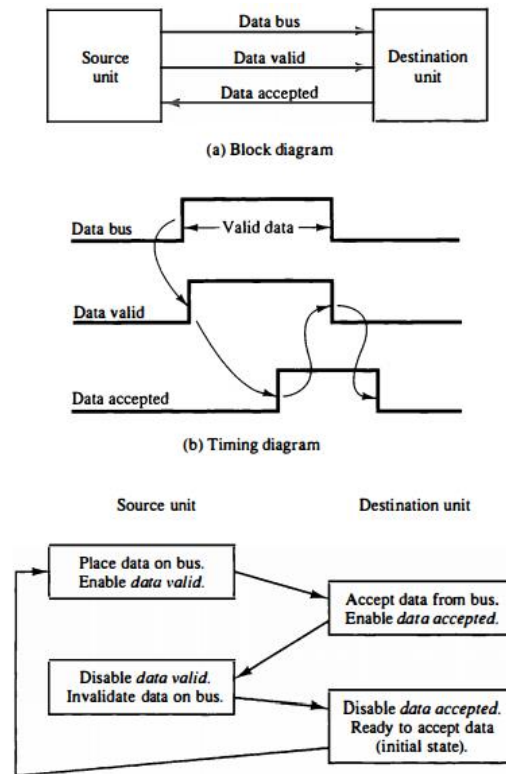 Data bus
Source
unit
Data valid
Destination
unit
Data accepted
(a) Block diagram
Data bus
Valid data
Data valid
Data accepted
(b) Timing diagram
Source unit
Destination unit
Place data on bus.
Enable data valid.
Accept data from bus.
Enable data accepted.
Disable data valid.
Invalidate data on bus.
Disable data accepted.
Ready to accept data
(initial state).